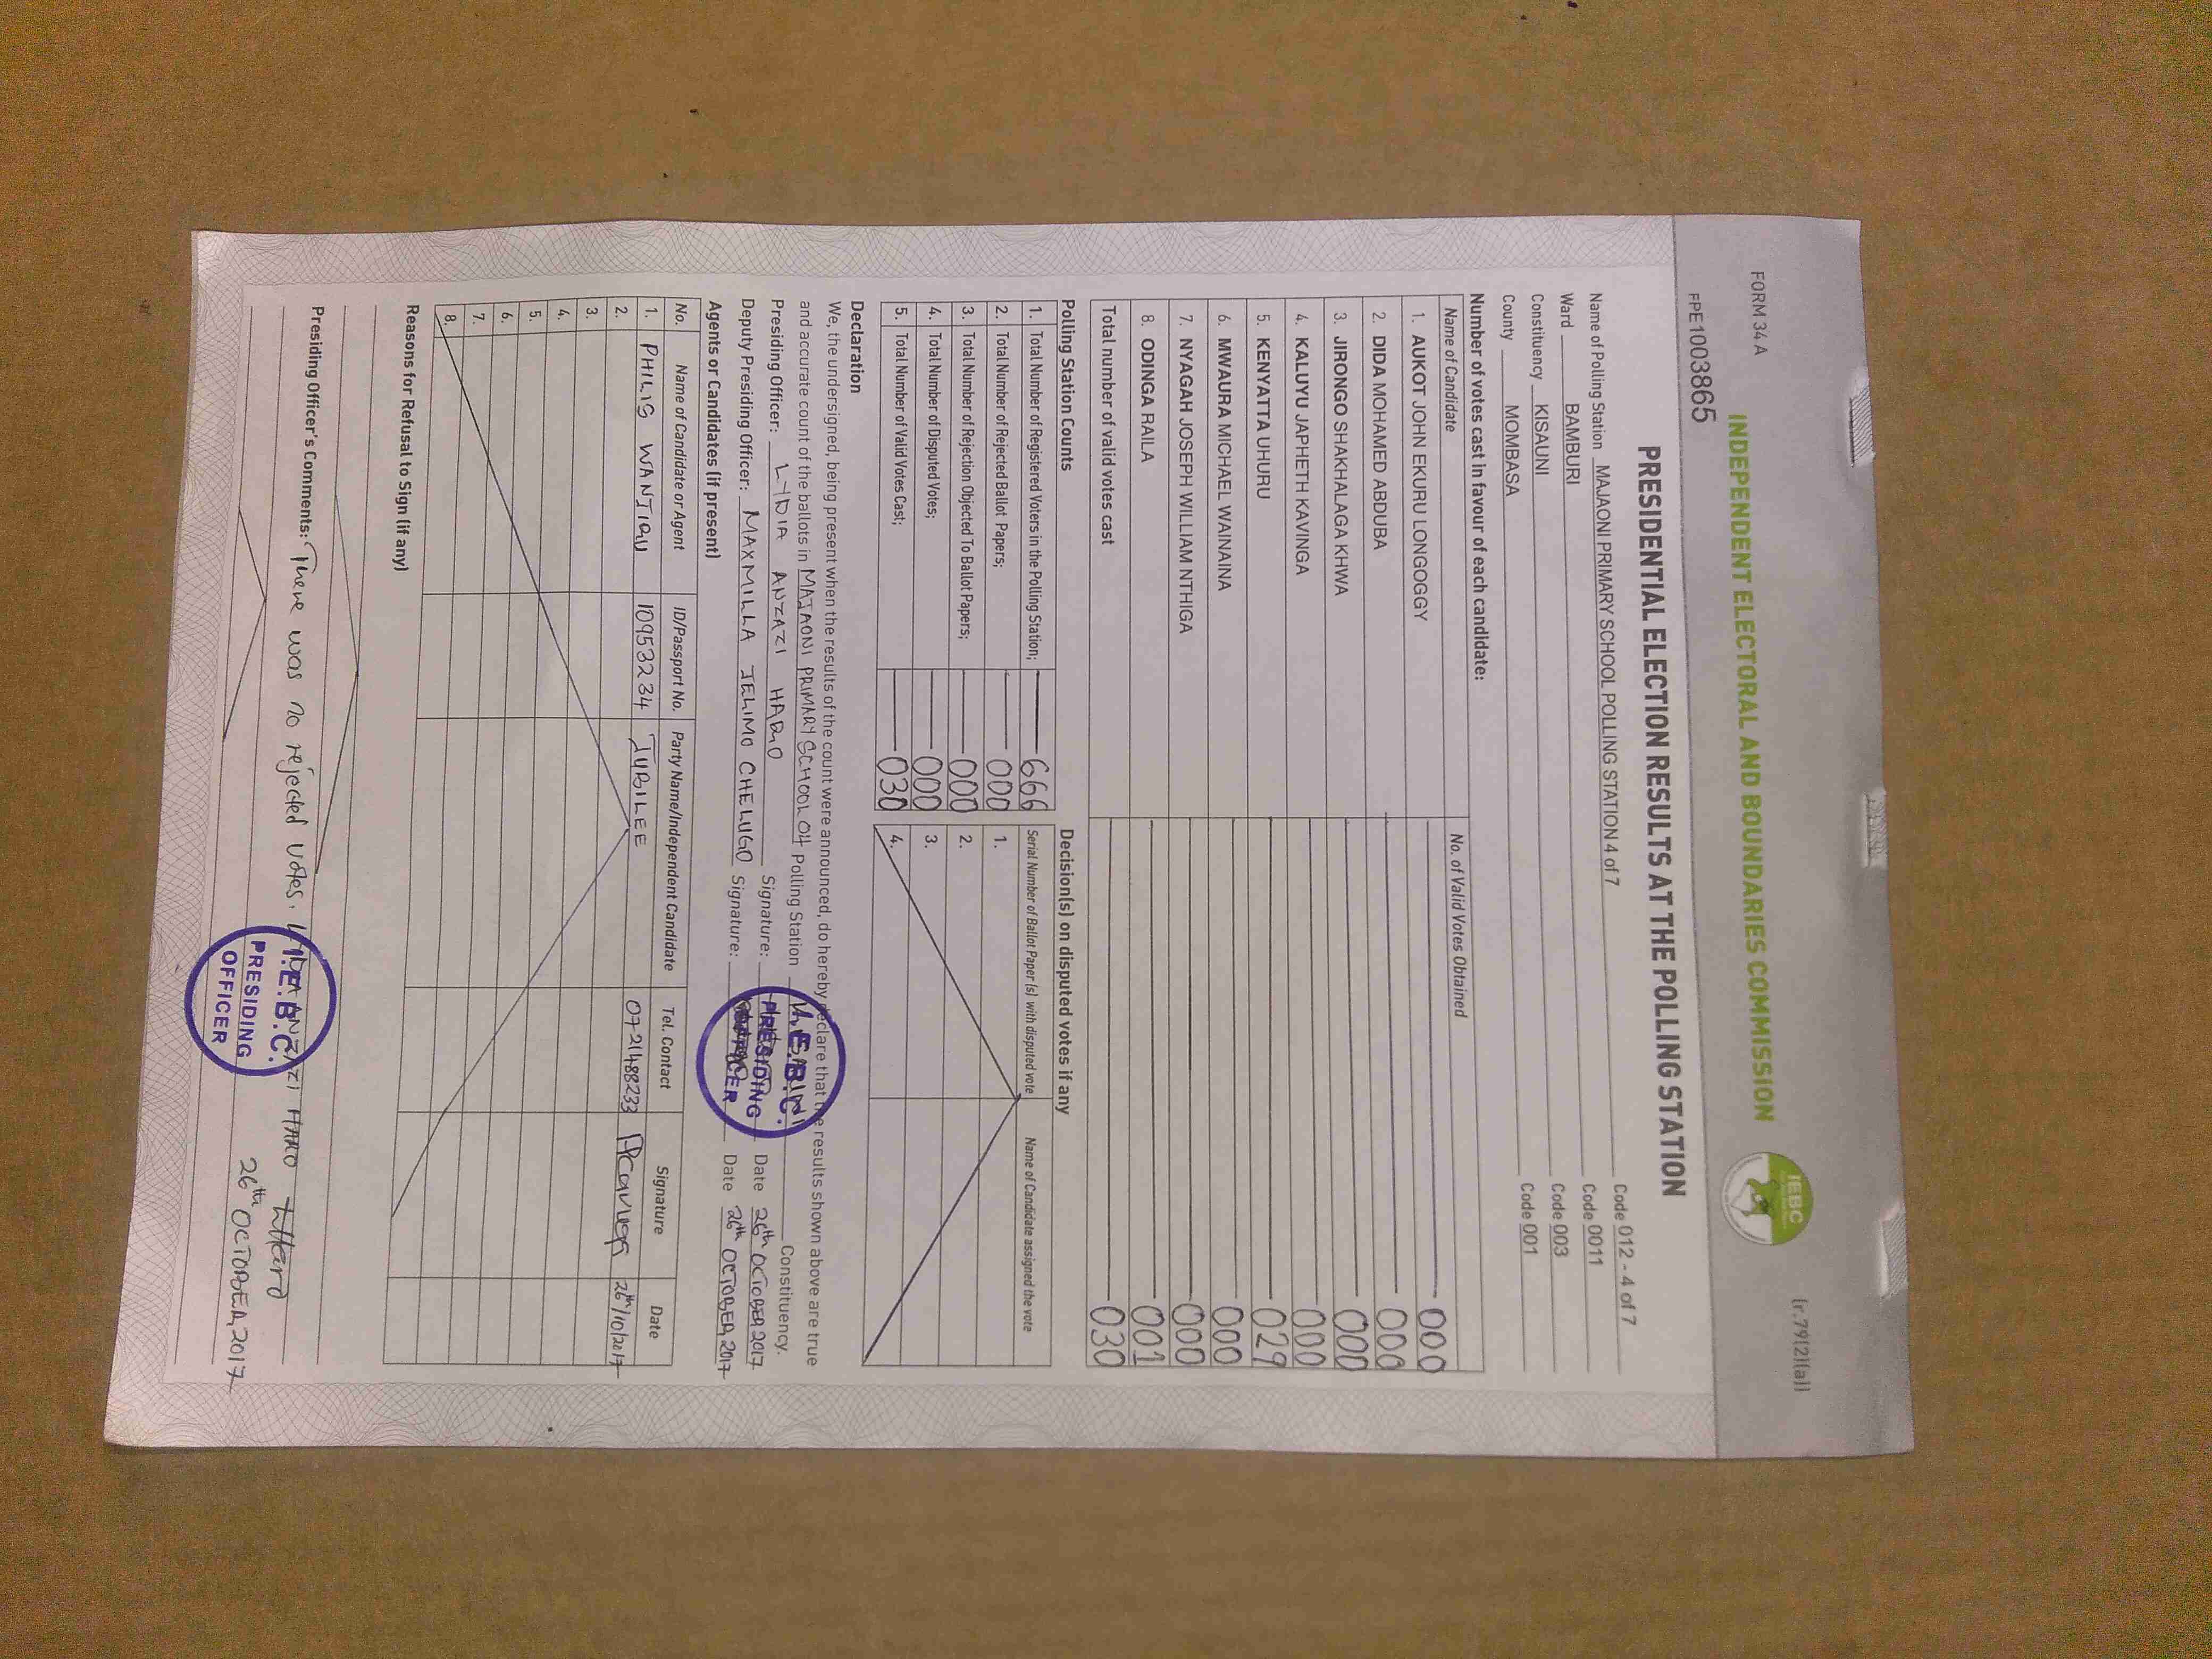 FORM 34 A
(r.79(2)(a))
INDEPENDENT ELECTORAL AND BOUNDARIES COMMISSION
IEBC
PPE1003865
PRESIDENTIAL ELECTION RESULTS AT THE POLLING STATION
Name of Polling Station MAJAONI PRIMARY SCHOOL POLLING STATION 4 of 7 Code 012 - 4 of 7
Ward BAMBURI Code 0011
Constituency KISAUNI Code 003
County MOMBASA Code 001
Number of votes cast in favour of each candidate:
Name of Candidate No. of Valid Votes Obtained
1. AUKOT JOHN EKURU LONGOGGY 000
2. DIDA MOHAMED ABDUBA 000
3. JIRONGO SHAKHALAGA KHWA 000
4. KALUYU JAPHETH KAVINGA 000
5. KENYATTA UHURU 029
6. MWAURA MICHAEL WAINAINA 000
7. NYAGAH JOSEPH WILLIAM NTHIGA 000
8. ODINGA RAILA 001
Total number of valid votes cast 030
Polling Station Counts
1. Total Number of Registered Voters in the Polling Station; 666
2. Total Number of Rejected Ballot Papers; 000
3. Total Number of Rejection Objected To Ballot Papers; 000
4. Total Number of Disputed Votes; 000
5. Total Number of Valid Votes Cast; 030
Decision(s) on disputed votes if any
Serial Number of Ballot Paper (s) with disputed vote Name of Candidate assigned the vote
1.
2.
3.
4.
Declaration
We, the undersigned, being present when the results of the count were announced, do hereby declare that the results shown above are true
and accurate count of the ballots in MAJAONI PRIMARY SCHOOL 04 Polling Station KISAUNI Constituency.
Presiding Officer: LYDIA ANZAZI HARO Signature: Date 26th OCTOBER, 2017
Deputy Presiding Officer: MAXMILLA JELIMO CHELUGO Signature: Date 26th OCTOBER, 2017
I.E.B.C.
PRESIDING
OFFICER
Agents or Candidates (if present)
No. Name of Candidate or Agent ID/Passport No. Party Name/Independent Candidate Tel. Contact Signature Date
1. PHILIS WANJIRU 10953234 JUBILEE 0721488233 26th/10/2017
2.
3.
4.
5.
6.
7.
8.
Reasons for Refusal to Sign (if any)
Presiding Officer's Comments: There was no rejected votes. LYDIA ANZAZI HARO
26th OCTOBER, 2017
I.E.B.C.
PRESIDING
OFFICER